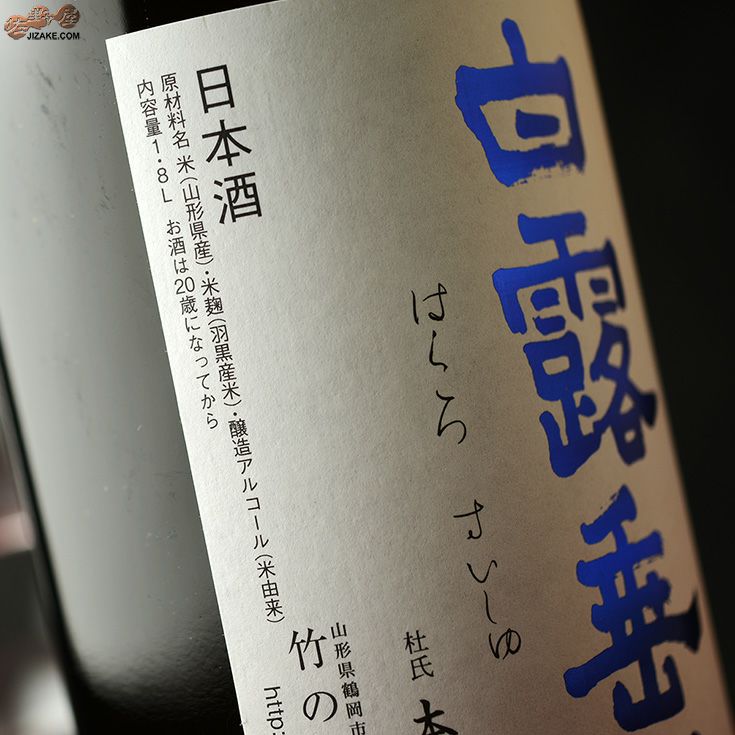 JIZAKE.COM
白露垂
はくろ すいしゅ
杜氏 本
日本酒
原材料名 米(山形県産)・米麹(羽黒産米)・醸造アルコール(米由来)
内容量1.8L お酒は20歳になってから
山形県鶴岡市
竹の
http: